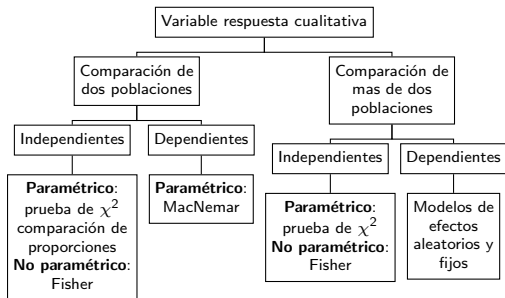 Variable respuesta cualitativa
Comparación de
dos poblaciones
Comparación de
mas de dos
poblaciones
Independientes
Dependientes
Independientes
Dependientes
Paramétrico:
prueba de χ²
comparación de
proporciones
No paramétrico:
Fisher
Paramétrico:
MacNemar
Paramétrico:
prueba de χ²
No paramétrico:
Fisher
Modelos de
efectos
aleatorios y
fijos